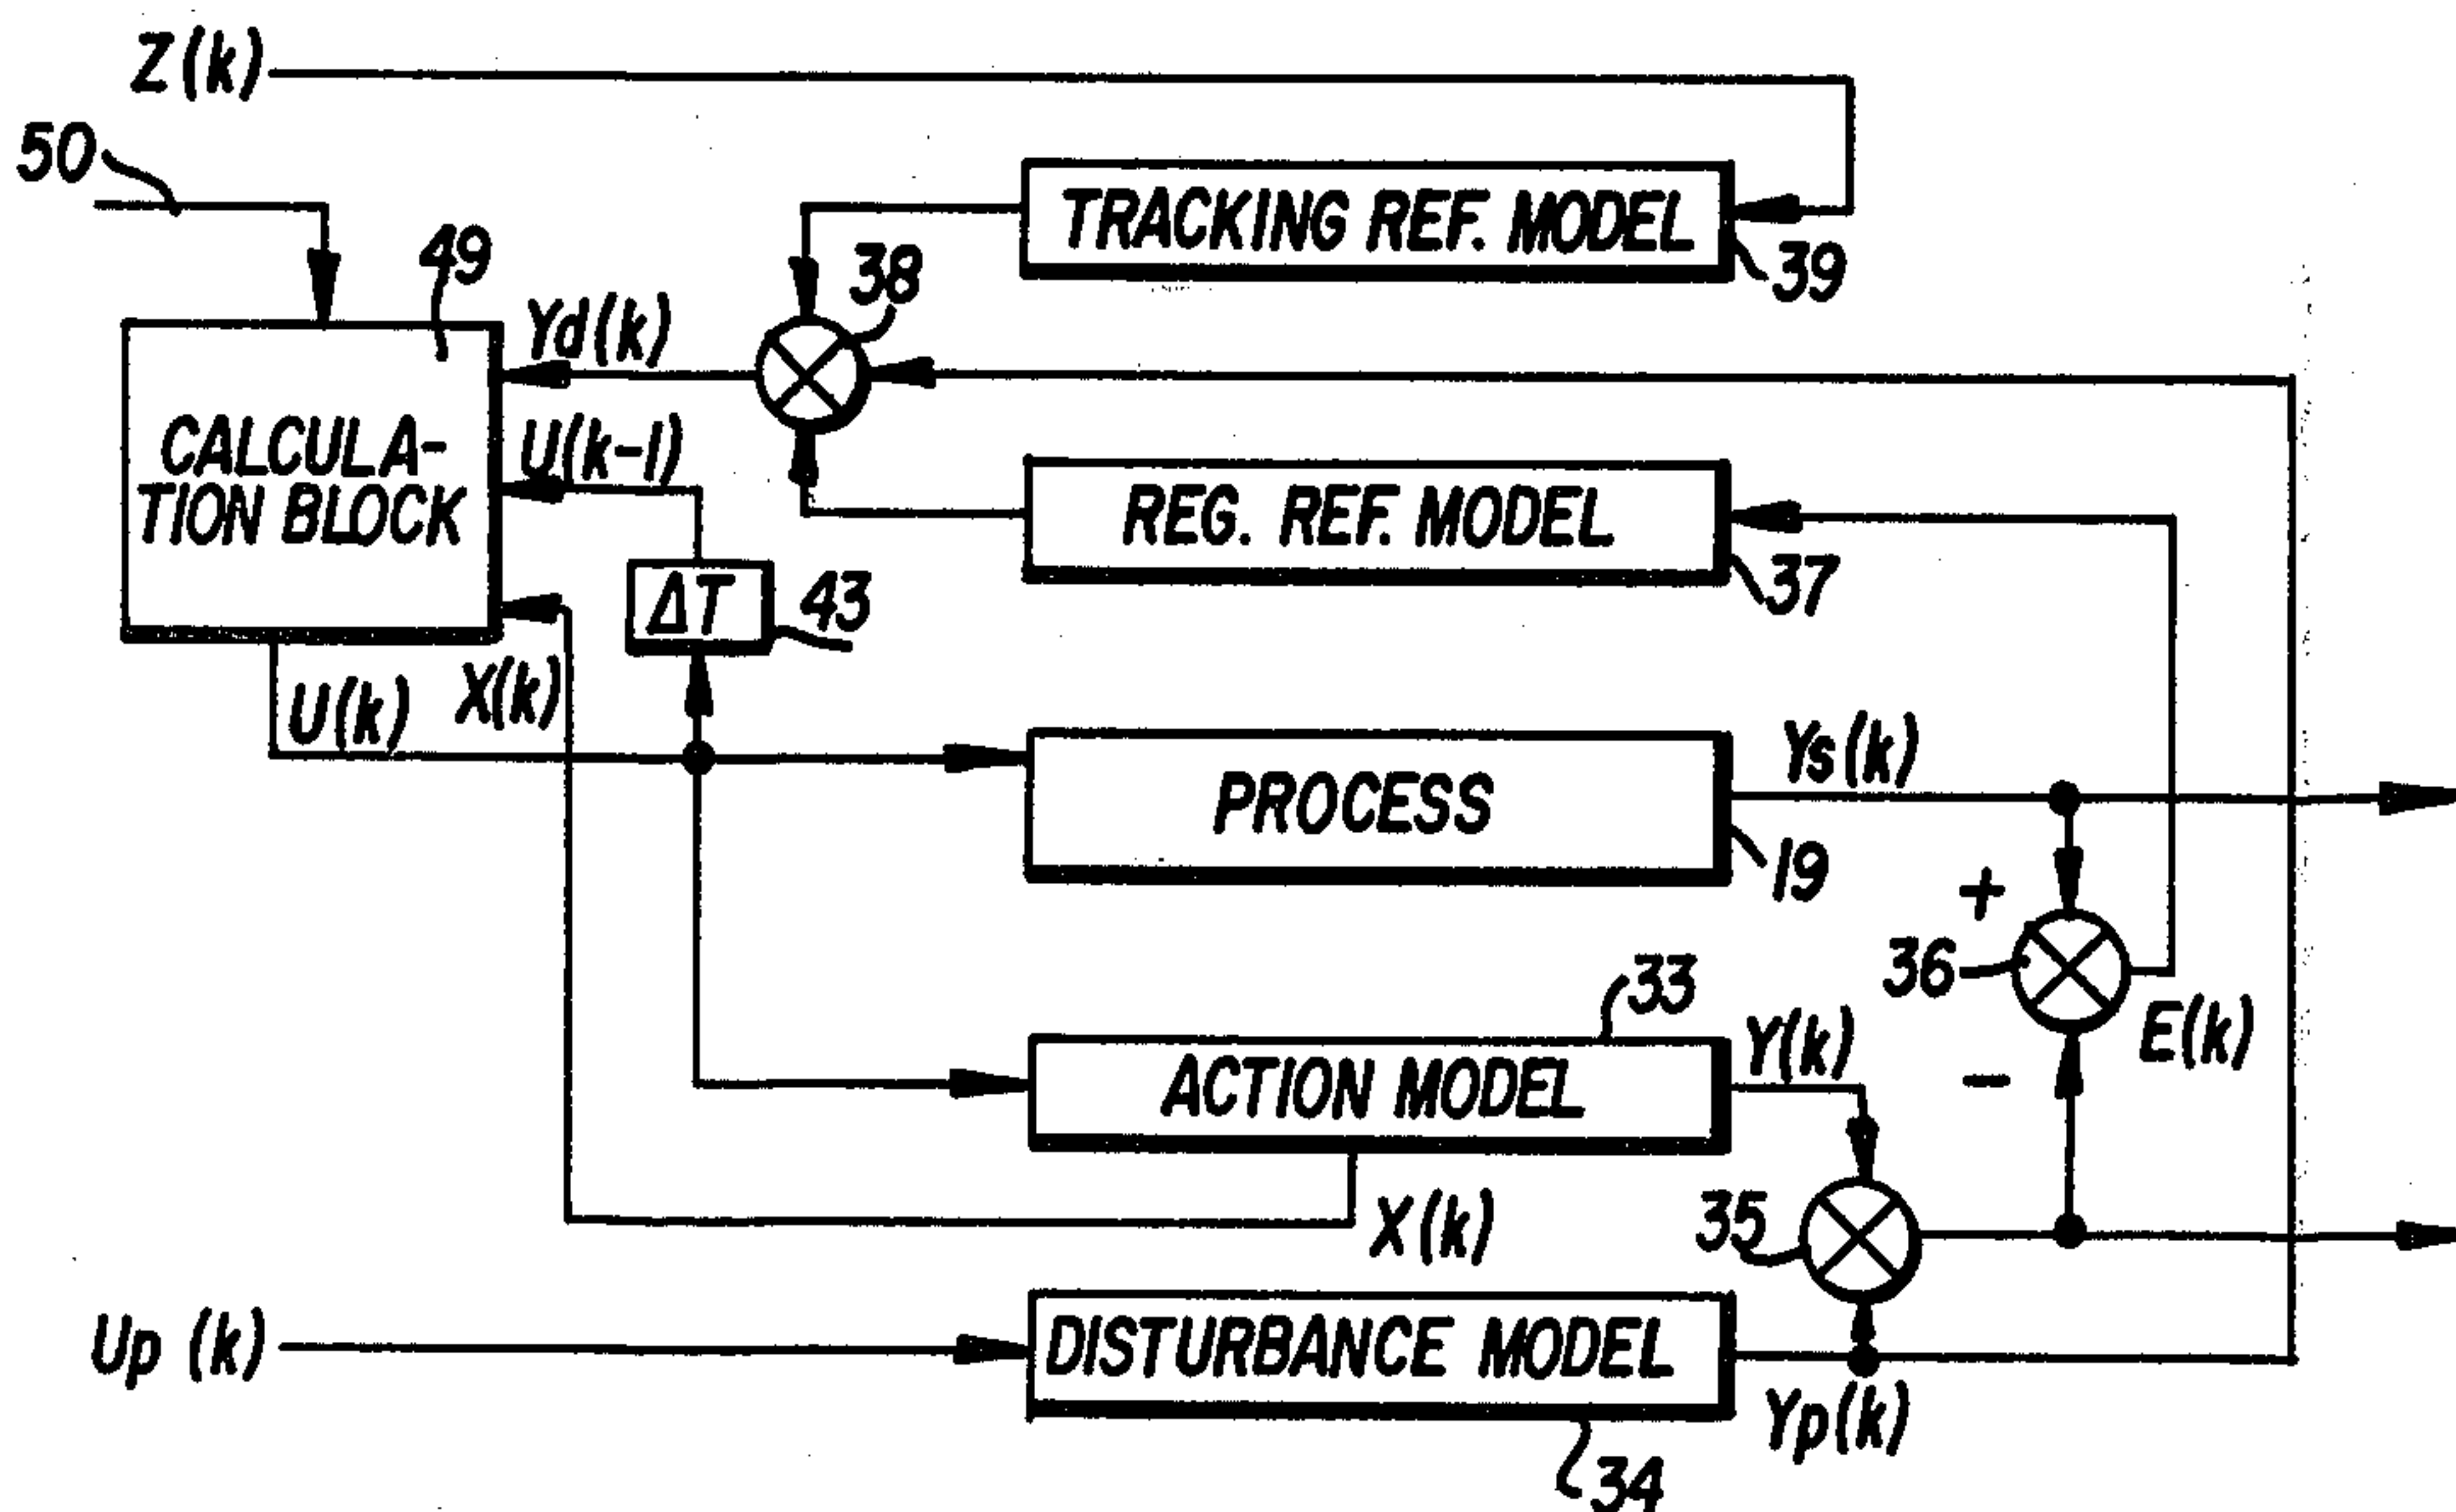 Z(k)
50
TRACKING REF. MODEL
39
49
38
Yd(k)
CALCULA-
TION BLOCK
U(k-1)
REG. REF. MODEL
37
ΔT
43
U(k)
X(k)
PROCESS
19
Ys(k)
+
36
-
E(k)
33
ACTION MODEL
Y(k)
35
X(k)
Up (k)
DISTURBANCE MODEL
Yp(k)
34